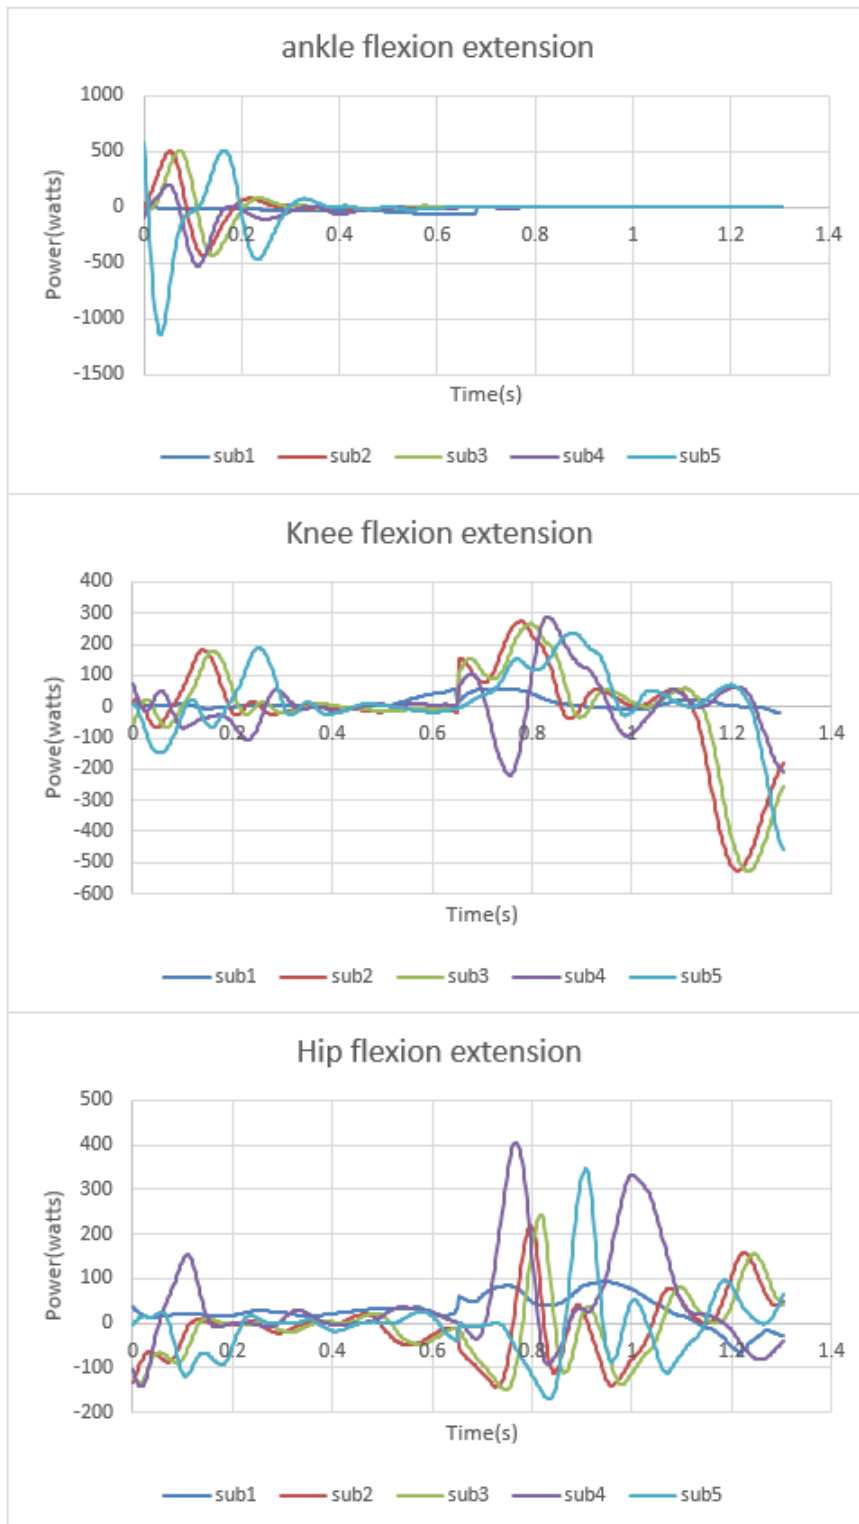 ankle flexion extension
1000
500
0
-500
-1000
-1500
0 0.2 0.4 0.6 0.8 1 1.2 1.4
Power(watts)
Time(s)
sub1 sub2 sub3 sub4 sub5
Knee flexion extension
400
300
200
100
0
-100
-200
-300
-400
-500
-600
0 0.2 0.4 0.6 0.8 1 1.2 1.4
Powe(watts)
Time(s)
sub1 sub2 sub3 sub4 sub5
Hip flexion extension
500
400
300
200
100
0
-100
-200
0 0.2 0.4 0.6 0.8 1 1.2 1.4
Power(watts)
Time(s)
sub1 sub2 sub3 sub4 sub5